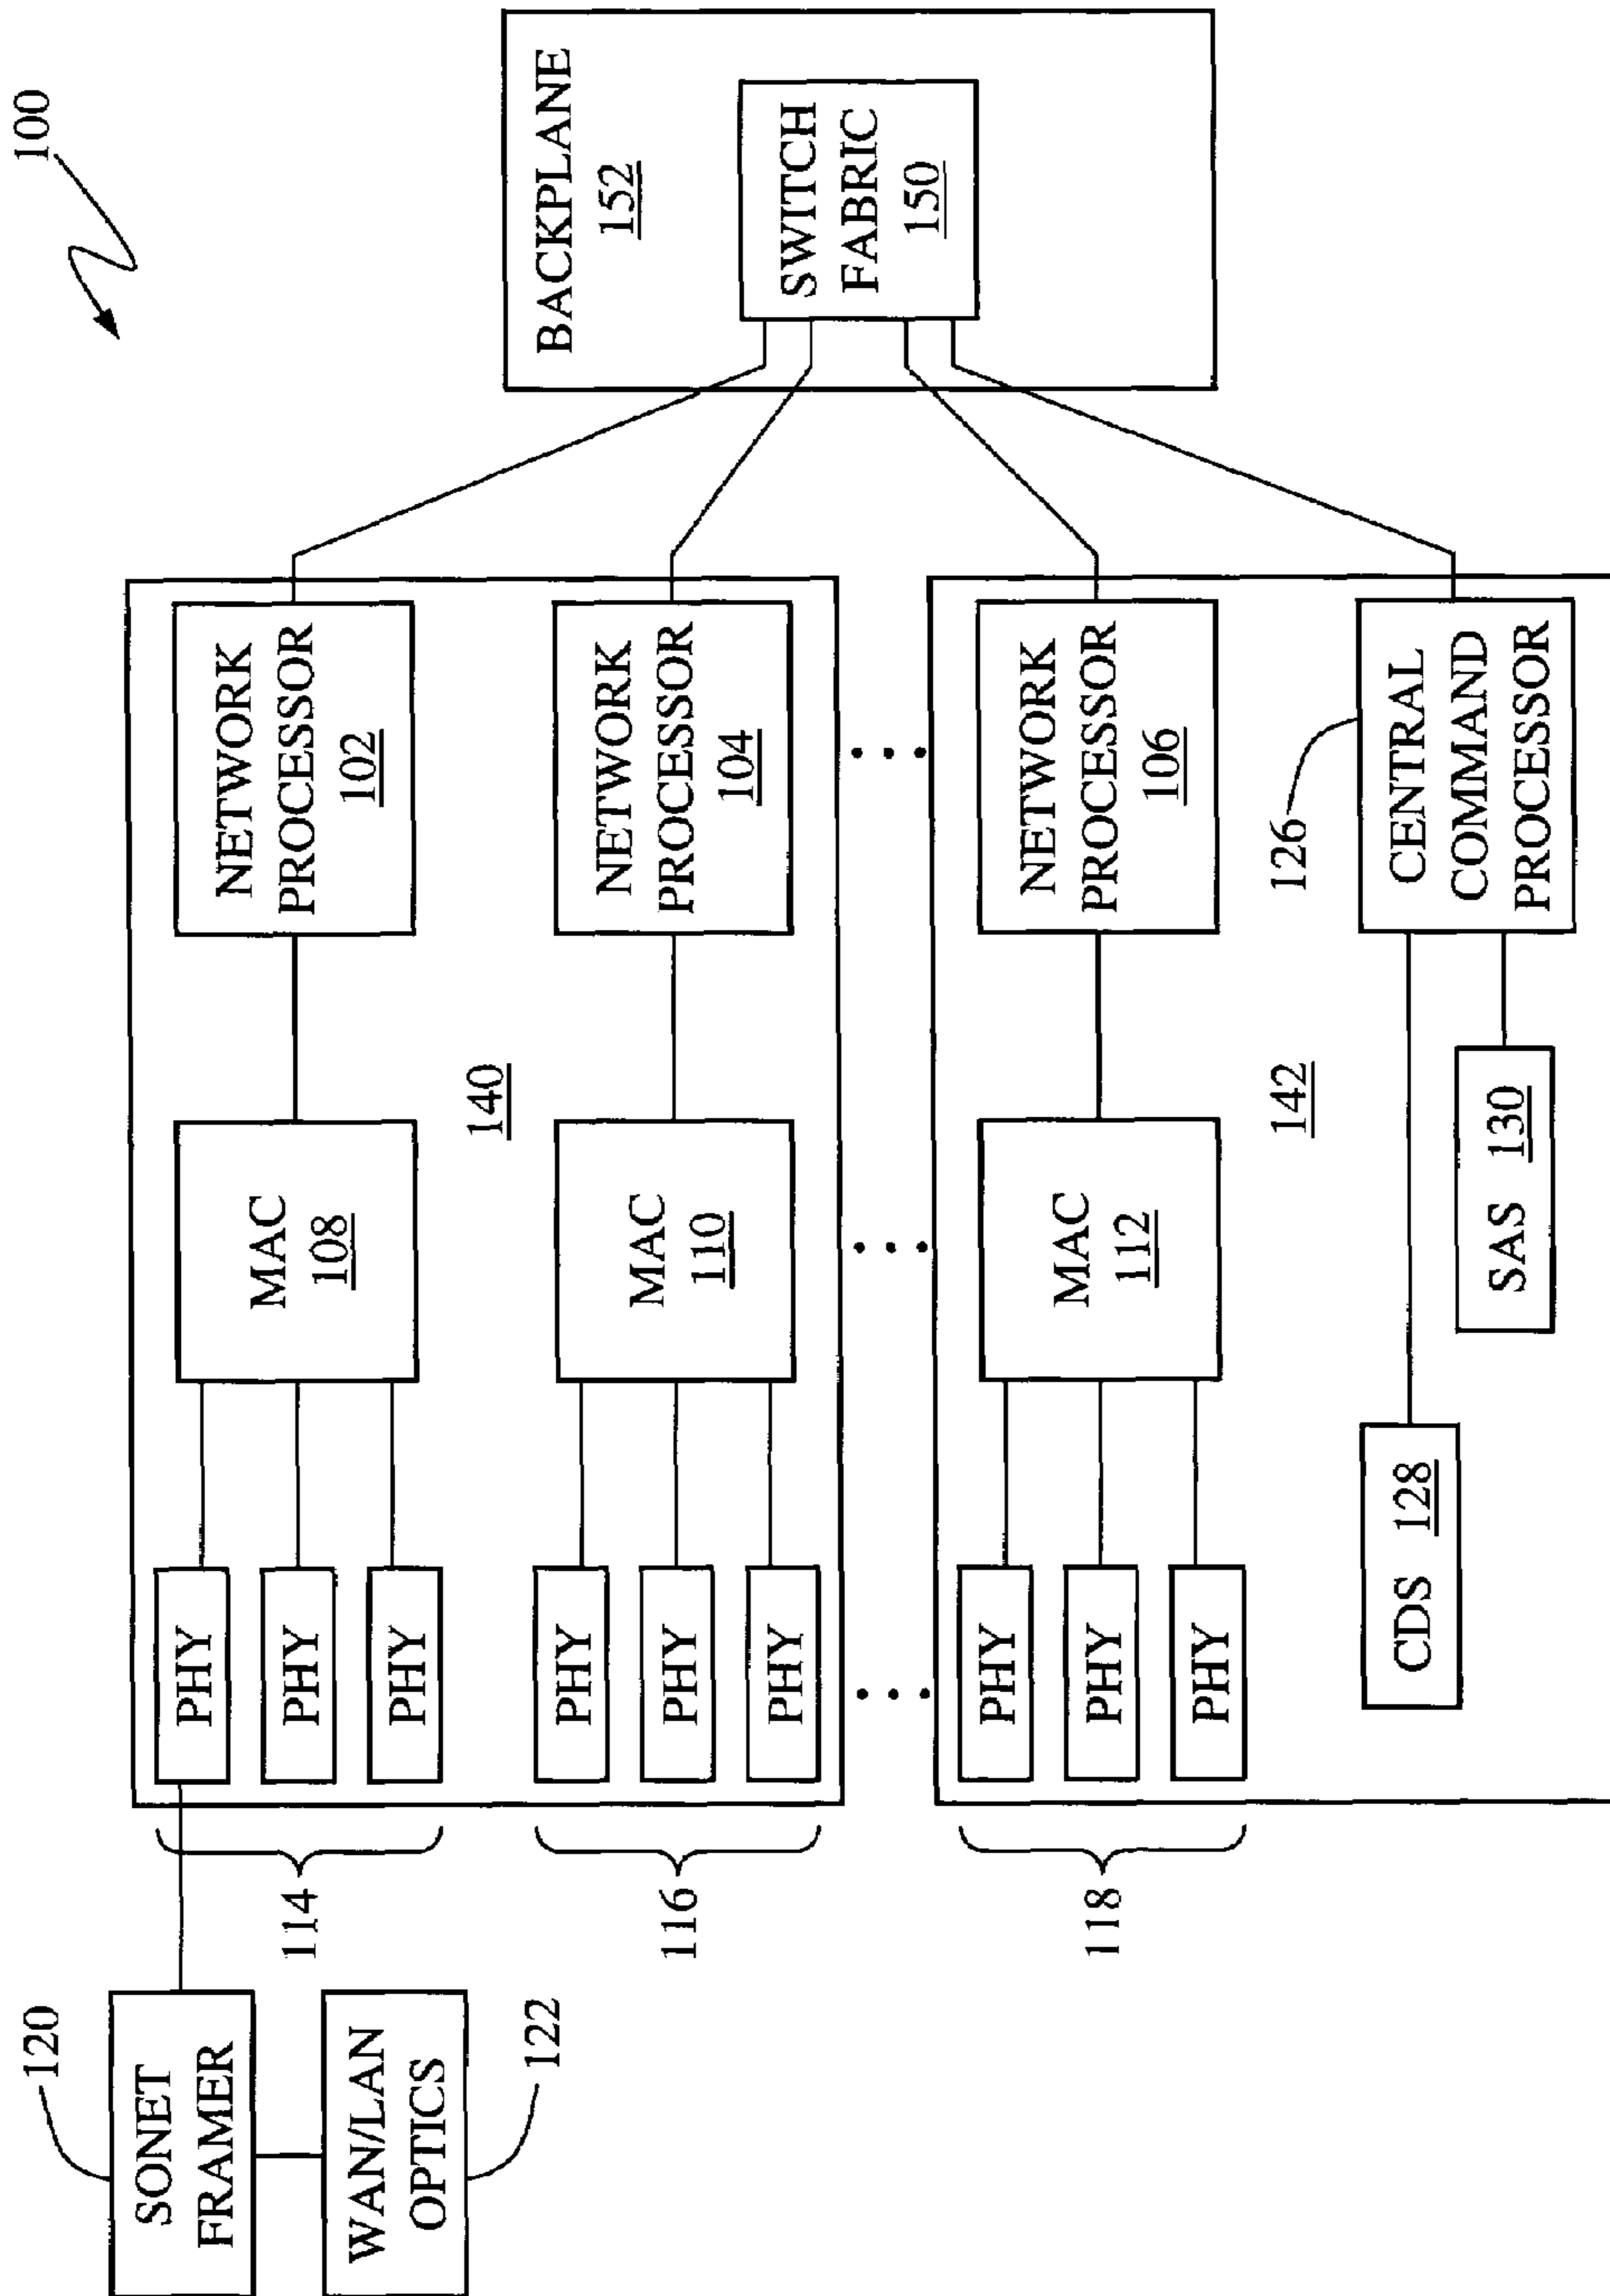 100
120
SONET
FRAMER
WAN/LAN
OPTICS
122
114
116
118
PHY
PHY
PHY
PHY
PHY
PHY
PHY
PHY
PHY
MAC
108
MAC
110
MAC
112
140
142
NETWORK
PROCESSOR
102
NETWORK
PROCESSOR
104
NETWORK
PROCESSOR
106
126
CENTRAL
COMMAND
PROCESSOR
CDS 128
SAS 130
BACKPLANE
152
SWITCH
FABRIC
150